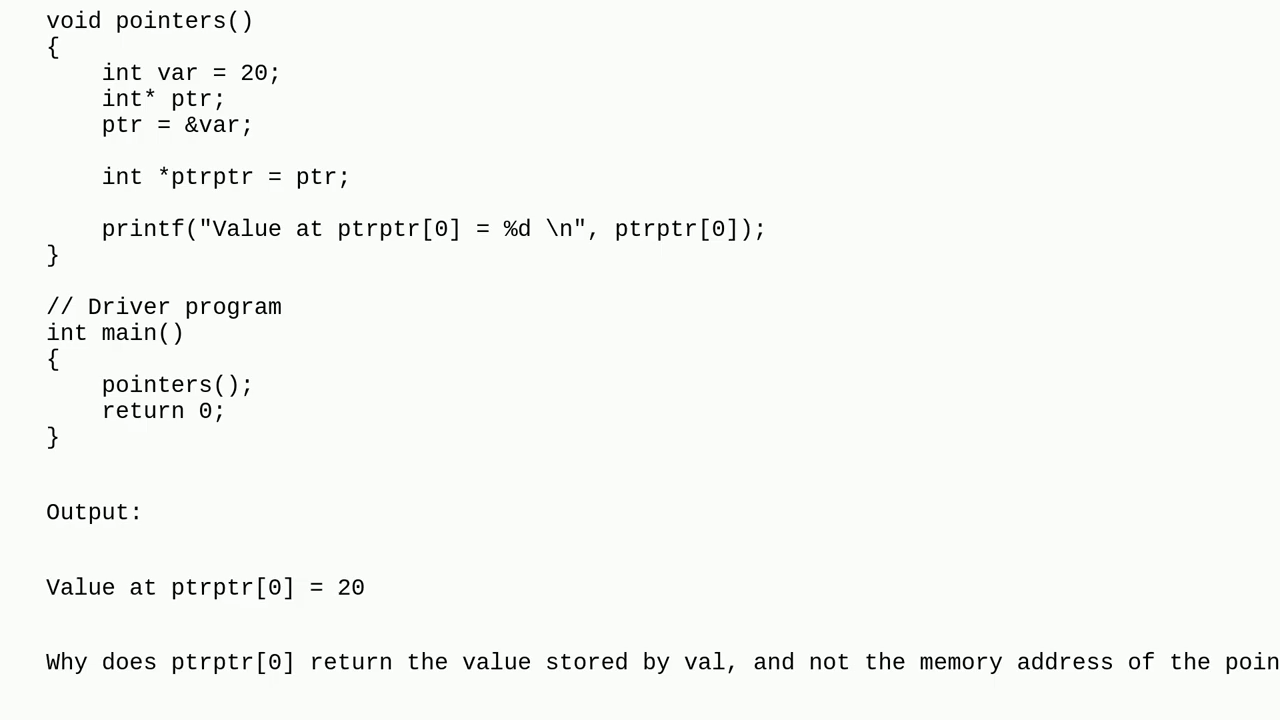 void pointers()
{
    int var = 20;
    int* ptr;
    ptr = &var;

    int *ptrptr = ptr;

    printf("Value at ptrptr[0] = %d \n", ptrptr[0]);
}

// Driver program
int main()
{
    pointers();
    return 0;
}

Output:

Value at ptrptr[0] = 20

Why does ptrptr[0] return the value stored by val, and not the memory address of the poin